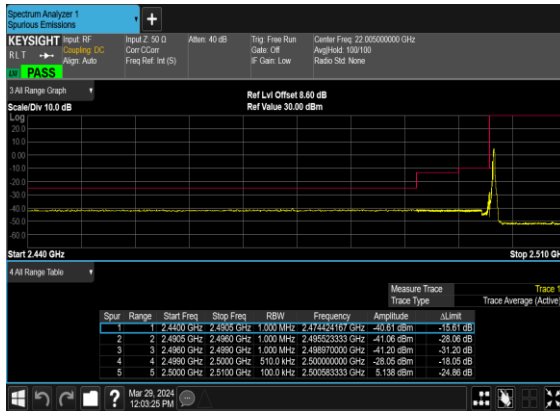 Spectrum Analyzer 1
Spurious Emissions
+
KEYSIGHT Input: RF Input Z: 50 Ω Atten: 40 dB Trig: Free Run Center Freq: 22.005000000 GHz
RLT Coupling: DC Corr CCorr Gate: Off Avg|Hold: 100/100
Align: Auto Freq Ref: Int (S) IF Gain: Low Radio Std: None
PASS
3 All Range Graph
Ref Lvl Offset 8.60 dB
Scale/Div 10.0 dB Ref Value 30.00 dBm
Log
20.0
10.0
0.00
-10.0
-20.0
-30.0
-40.0
-50.0
-60.0
Start 2.440 GHz Stop 2.510 GH
4 All Range Table
Measure Trace Trace 1
Trace Type Trace Average (Active)
Spur Range Start Freq Stop Freq RBW Frequency Amplitude ΔLimit
1 1 2.4400 GHz 2.4905 GHz 1.000 MHz 2.474424167 GHz -40.61 dBm -15.61 dB
2 2 2.4905 GHz 2.4960 GHz 1.000 MHz 2.495523333 GHz -41.06 dBm -28.06 dB
3 3 2.4960 GHz 2.4990 GHz 1.000 MHz 2.498970000 GHz -41.20 dBm -31.20 dB
4 4 2.4990 GHz 2.5000 GHz 510.0 kHz 2.500000000 GHz -28.05 dBm -18.05 dB
5 5 2.5000 GHz 2.5100 GHz 100.0 kHz 2.500583333 GHz 5.138 dBm -24.86 dB
?
Mar 29, 2024
12:03:25 PM